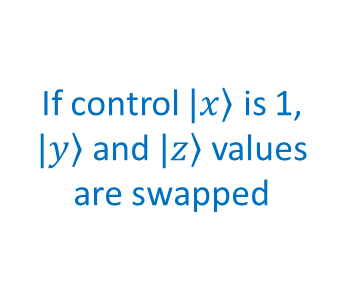 If control |x⟩ is 1,
|y⟩ and |z⟩ values
are swapped